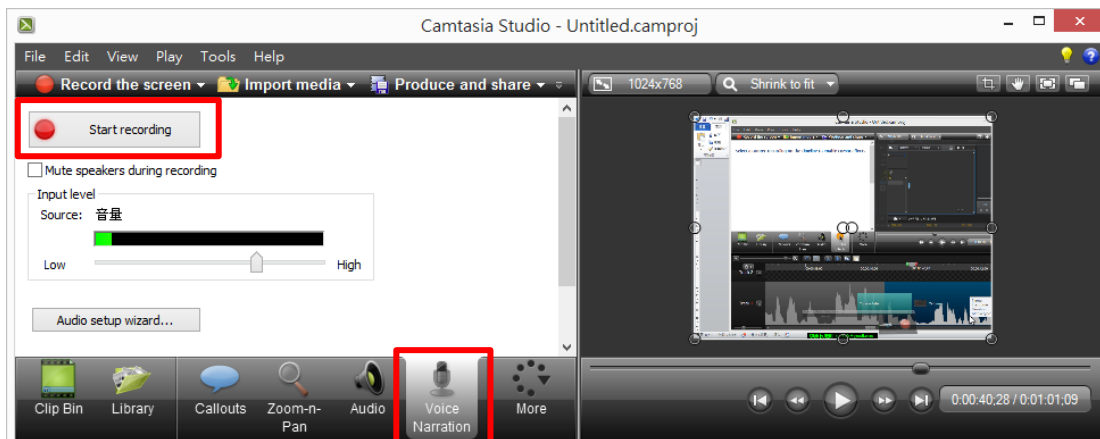 Camtasia Studio - Untitled.camproj
File Edit View Play Tools Help
Record the screen Import media Produce and share
1024x768 Shrink to fit
Start recording
Mute speakers during recording
Input level
Source: 音量
Low High
Audio setup wizard...
Clip Bin Library Callouts Zoom-n-Pan Audio Voice Narration More
0:00:40;28 / 0:01:01;09